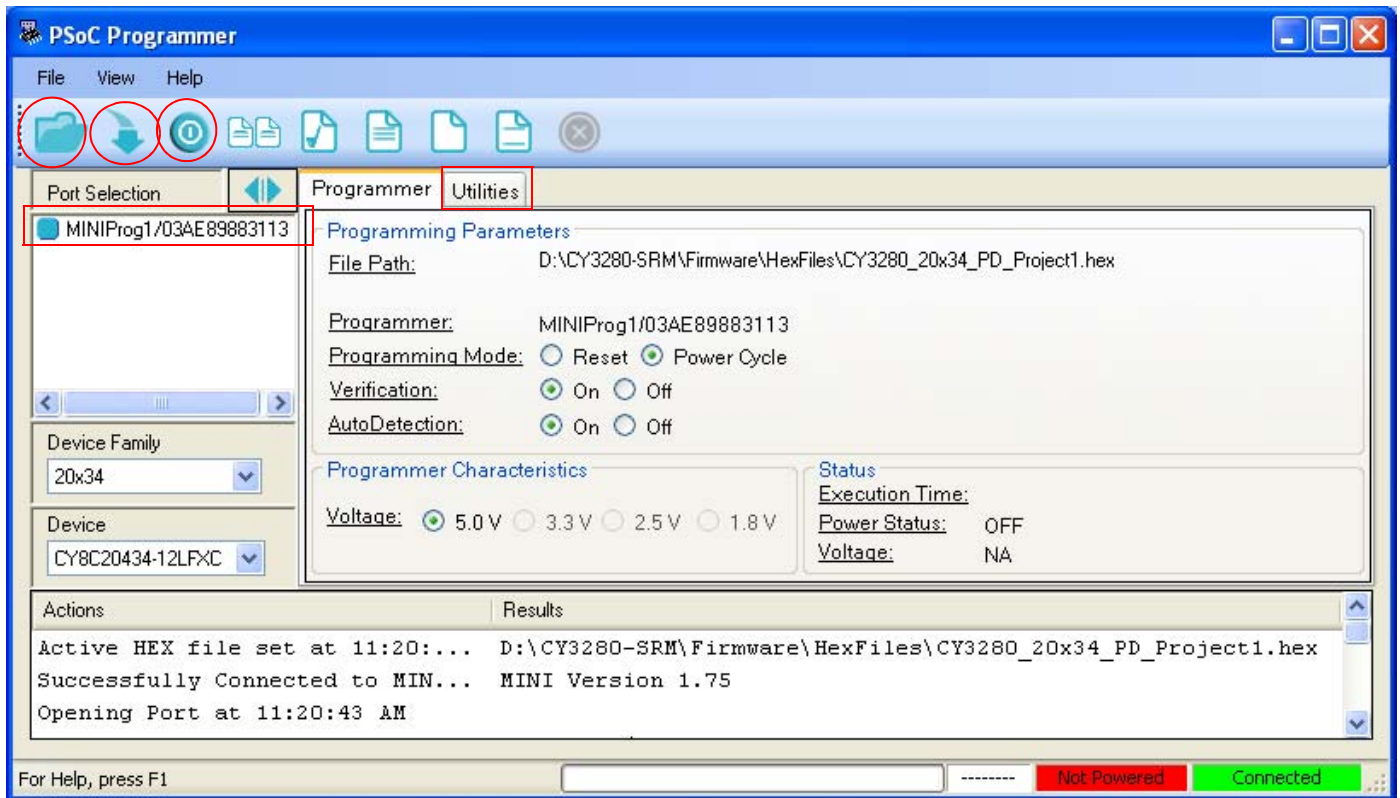 PSoC Programmer
File View Help
Port Selection
Programmer Utilities
MINIProg1/03AE89883113
Programming Parameters
File Path: D:\CY3280-SRM\Firmware\HexFiles\CY3280_20x34_PD_Project1.hex
Programmer: MINIProg1/03AE89883113
Programming Mode: Reset Power Cycle
Verification: On Off
AutoDetection: On Off
Device Family
20x34
Device
CY8C20434-12LFXC
Programmer Characteristics
Voltage: 5.0 V 3.3 V 2.5 V 1.8 V
Status
Execution Time:
Power Status: OFF
Voltage: NA
Actions Results
Active HEX file set at 11:20:... D:\CY3280-SRM\Firmware\HexFiles\CY3280_20x34_PD_Project1.hex
Successfully Connected to MIN... MINI Version 1.75
Opening Port at 11:20:43 AM
For Help, press F1 -------- Not Powered Connected